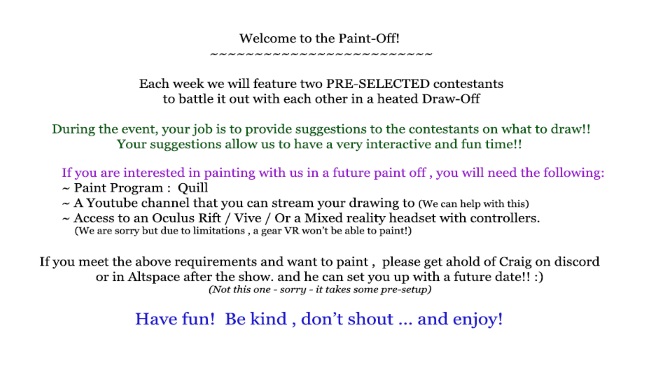 Welcome to the Paint-Off!
~~~~~~~~~~~~~~~~~~~~~~~~~
Each week we will feature two PRE-SELECTED contestants
to battle it out with each other in a heated Draw-Off
During the event, your job is to provide suggestions to the contestants on what to draw!!
Your suggestions allow us to have a very interactive and fun time!!
If you are interested in painting with us in a future paint off , you will need the following:
~ Paint Program :  Quill
~ A Youtube channel that you can stream your drawing to (We can help with this)
~ Access to an Oculus Rift / Vive / Or a Mixed reality headset with controllers.
(We are sorry but due to limitations , a gear VR won't be able to paint!)
If you meet the above requirements and want to paint ,  please get ahold of Craig on discord
or in Altspace after the show. and he can set you up with a future date!! :)
(Not this one - sorry - it takes some pre-setup)
Have fun!  Be kind , don't shout ... and enjoy!